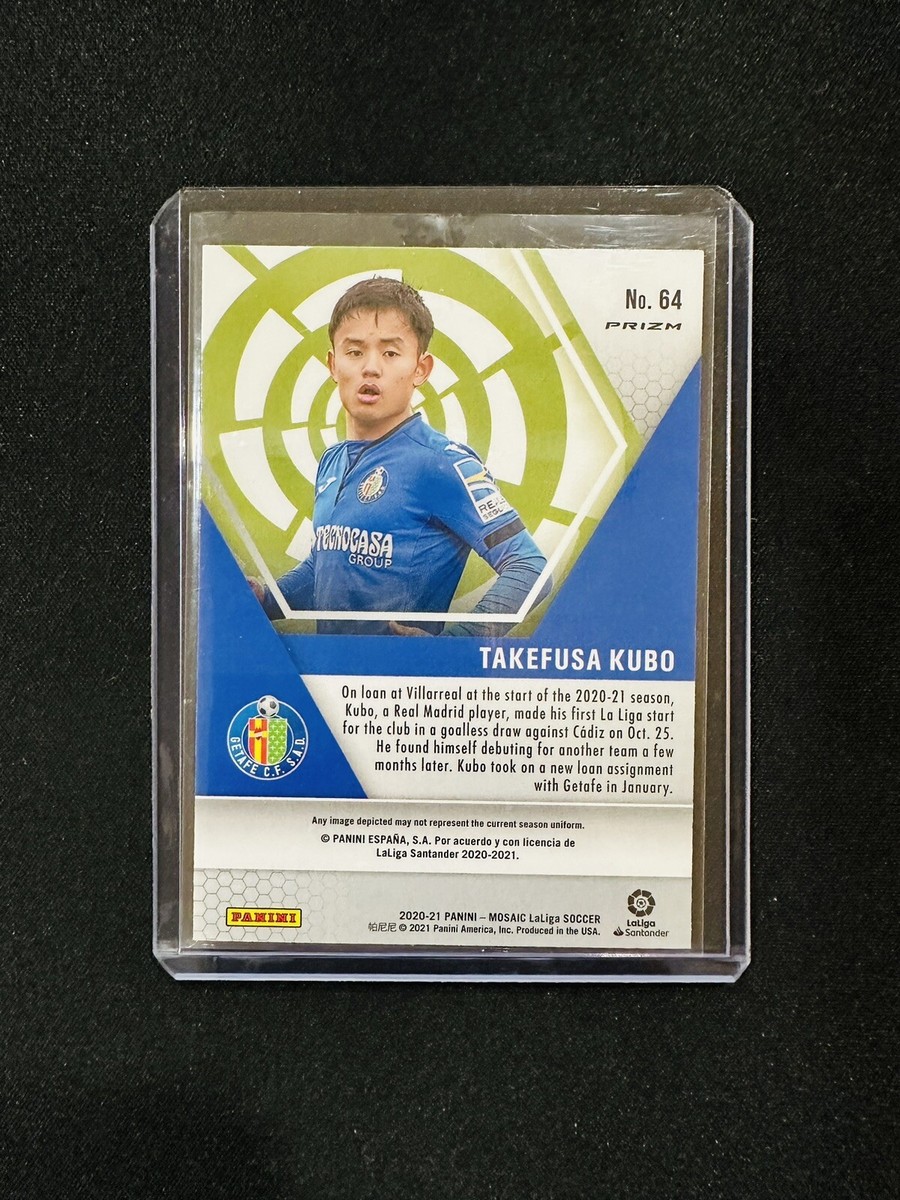 No. 64
PRIZM
TECNOCASA
GROUP
TAKEFUSA KUBO
On loan at Villarreal at the start of the 2020-21 season,
Kubo, a Real Madrid player, made his first La Liga start
for the club in a goalless draw against Cádiz on Oct. 25.
He found himself debuting for another team a few
months later. Kubo took on a new loan assignment
with Getafe in January.
GETAFE C.F. S.A.D.
Any image depicted may not represent the current season uniform.
© PANINI ESPAÑA, S.A. Por acuerdo y con licencia de
LaLiga Santander 2020-2021.
PANINI
2020-21 PANINI – MOSAIC LaLiga SOCCER
帕尼尼 © 2021 Panini America, Inc. Produced in the USA.
LaLiga
Santander